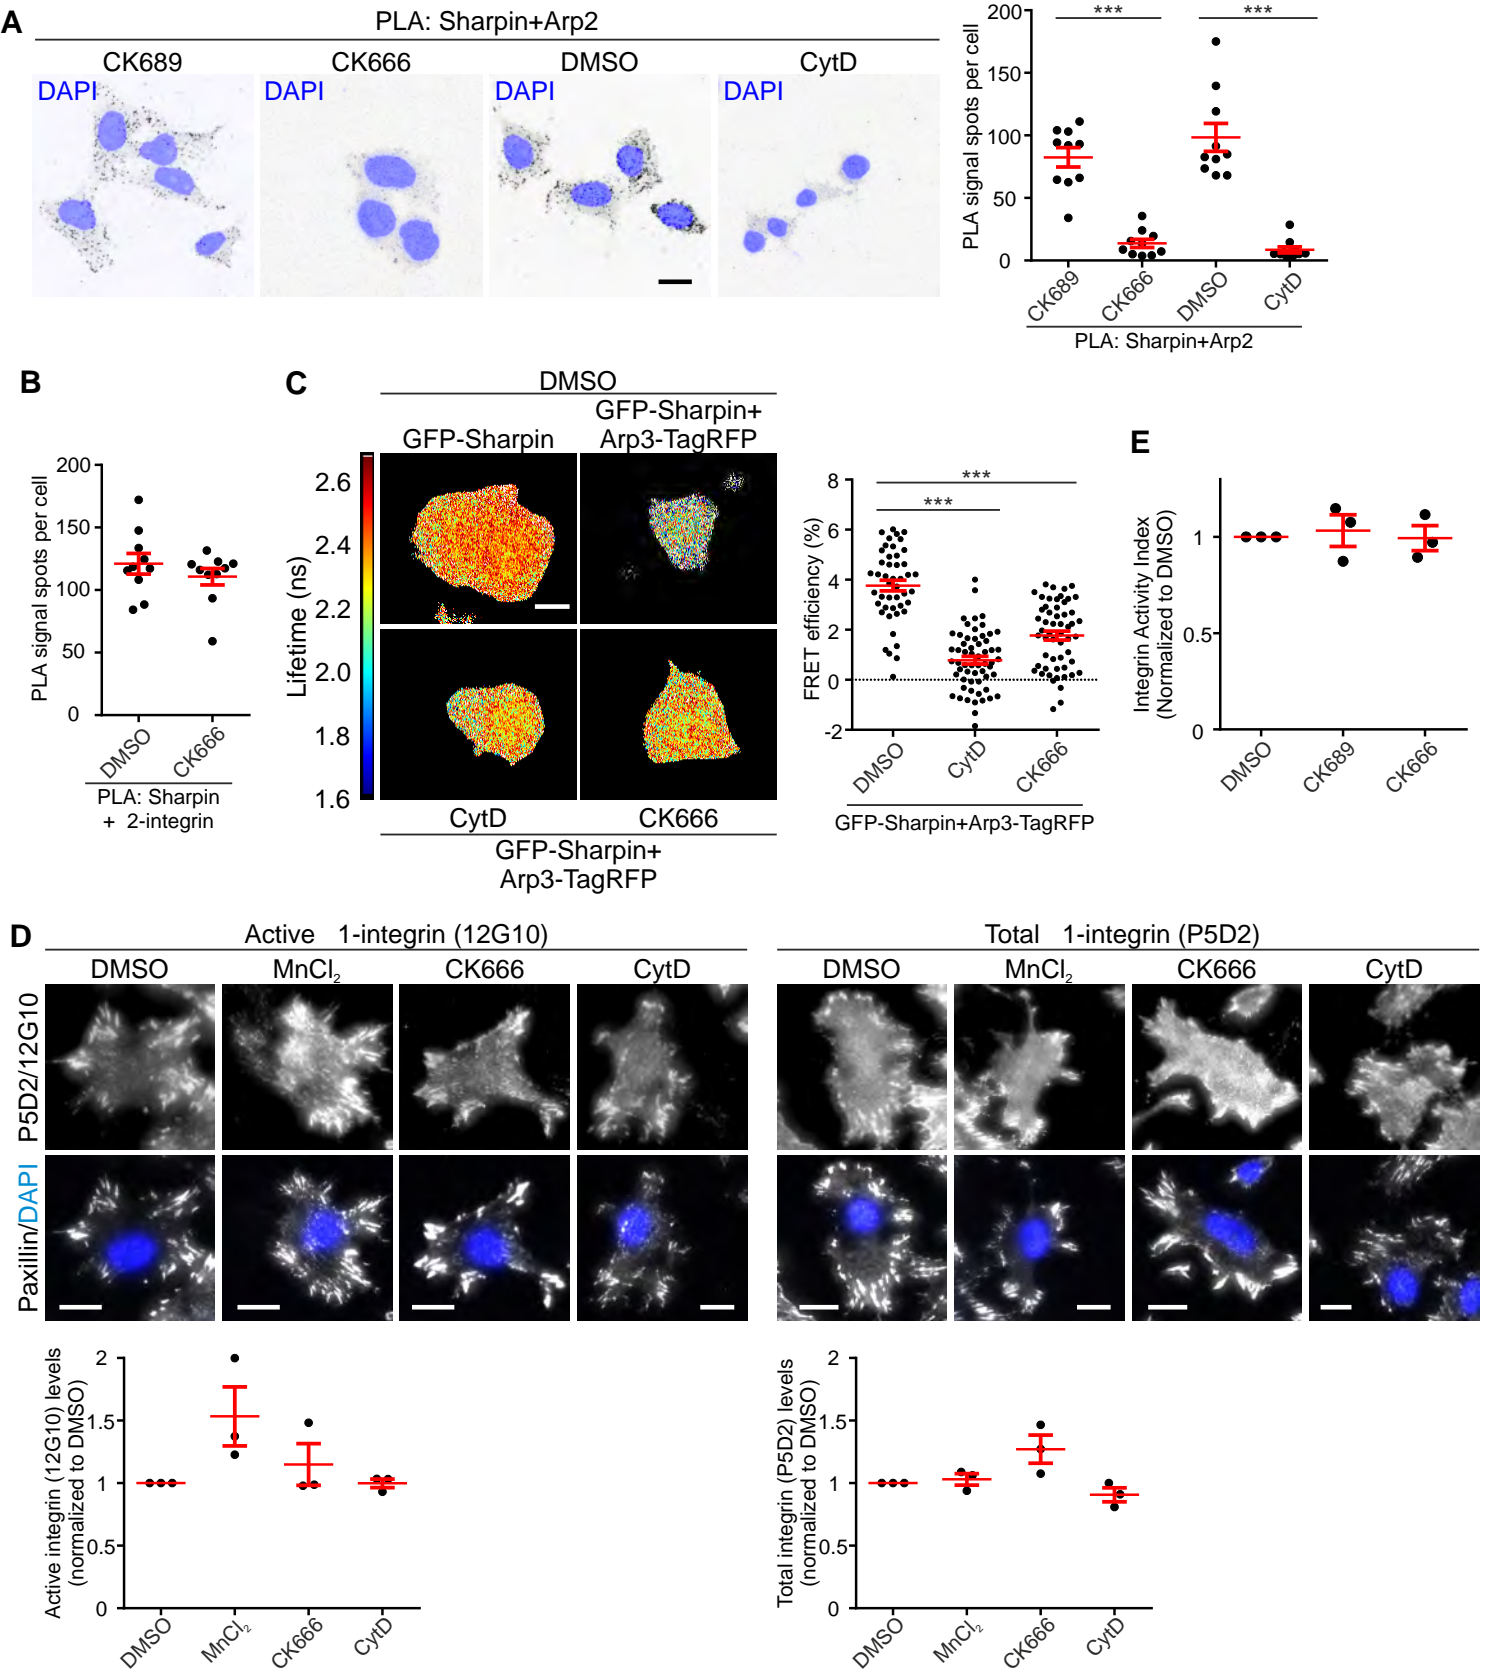 A
PLA: Sharpin+Arp2
CK689 CK666 DMSO CytD
DAPI DAPI DAPI DAPI
PLA signal spots per cell
200
150
100
50
0
*** ***
CK689 CK666 DMSO CytD
PLA: Sharpin+Arp2
B
PLA signal spots per cell
200
150
100
50
0
DMSO CK666
PLA: Sharpin
+ 2-integrin
C
DMSO
GFP-Sharpin
GFP-Sharpin+
Arp3-TagRFP
Lifetime (ns)
2.6
2.4
2.2
2.0
1.8
1.6
CytD CK666
GFP-Sharpin+
Arp3-TagRFP
FRET efficiency (%)
8
6
4
2
0
-2
***
***
DMSO CytD CK666
GFP-Sharpin+Arp3-TagRFP
E
Integrin Activity Index
(Normalized to DMSO)
1
0.5
0
DMSO CK689 CK666
D
Active 1-integrin (12G10)
DMSO MnCl₂ CK666 CytD
Total 1-integrin (P5D2)
DMSO MnCl₂ CK666 CytD
P5D2/12G10
Paxillin/DAPI
Active integrin (12G10) levels
(normalized to DMSO)
2
1.5
1
0.5
0
DMSO MnCl₂ CK666 CytD
Total integrin (P5D2) levels
(normalized to DMSO)
2
1.5
1
0.5
0
DMSO MnCl₂ CK666 CytD